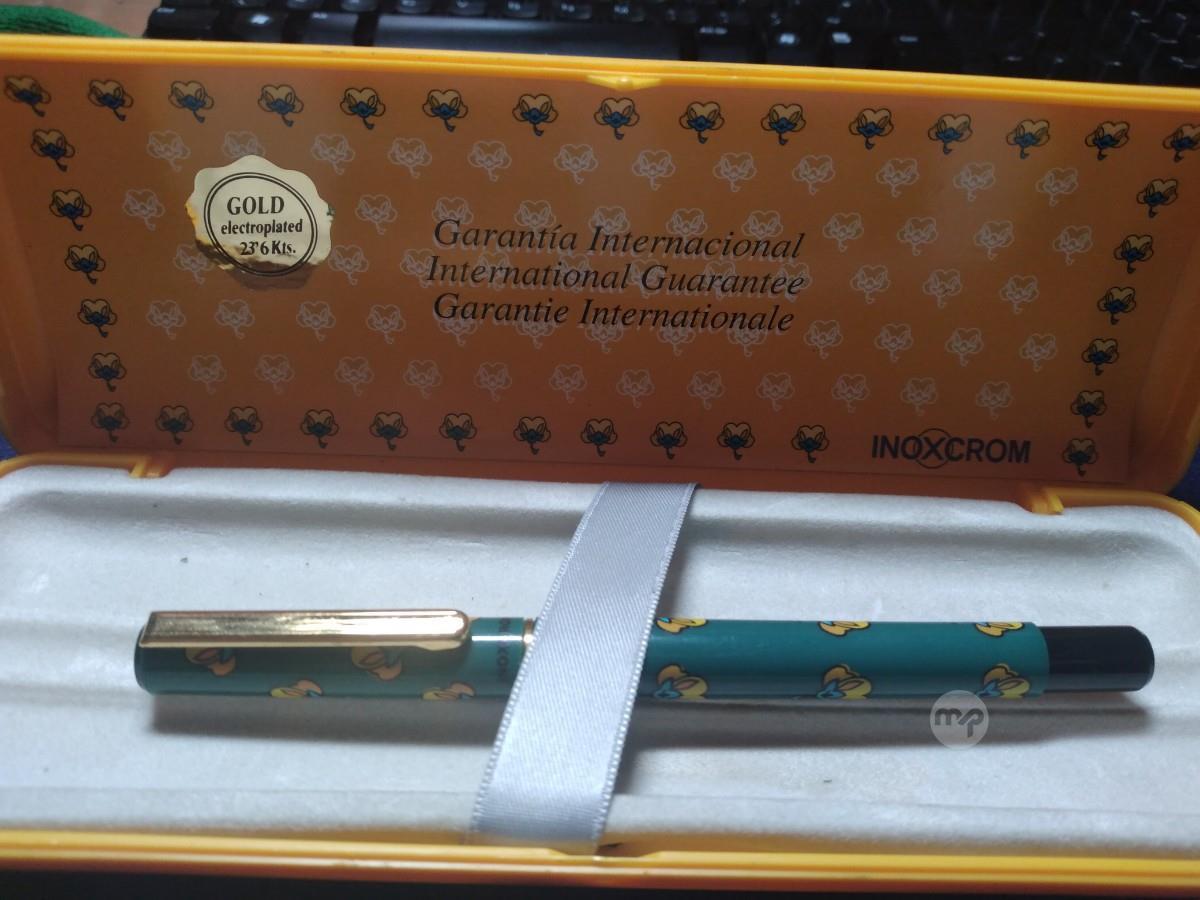 GOLD
electroplated
23'6 Kts.
Garantía Internacional
International Guarantee
Garantie Internationale
INOXCROM
INOXCROM
mp